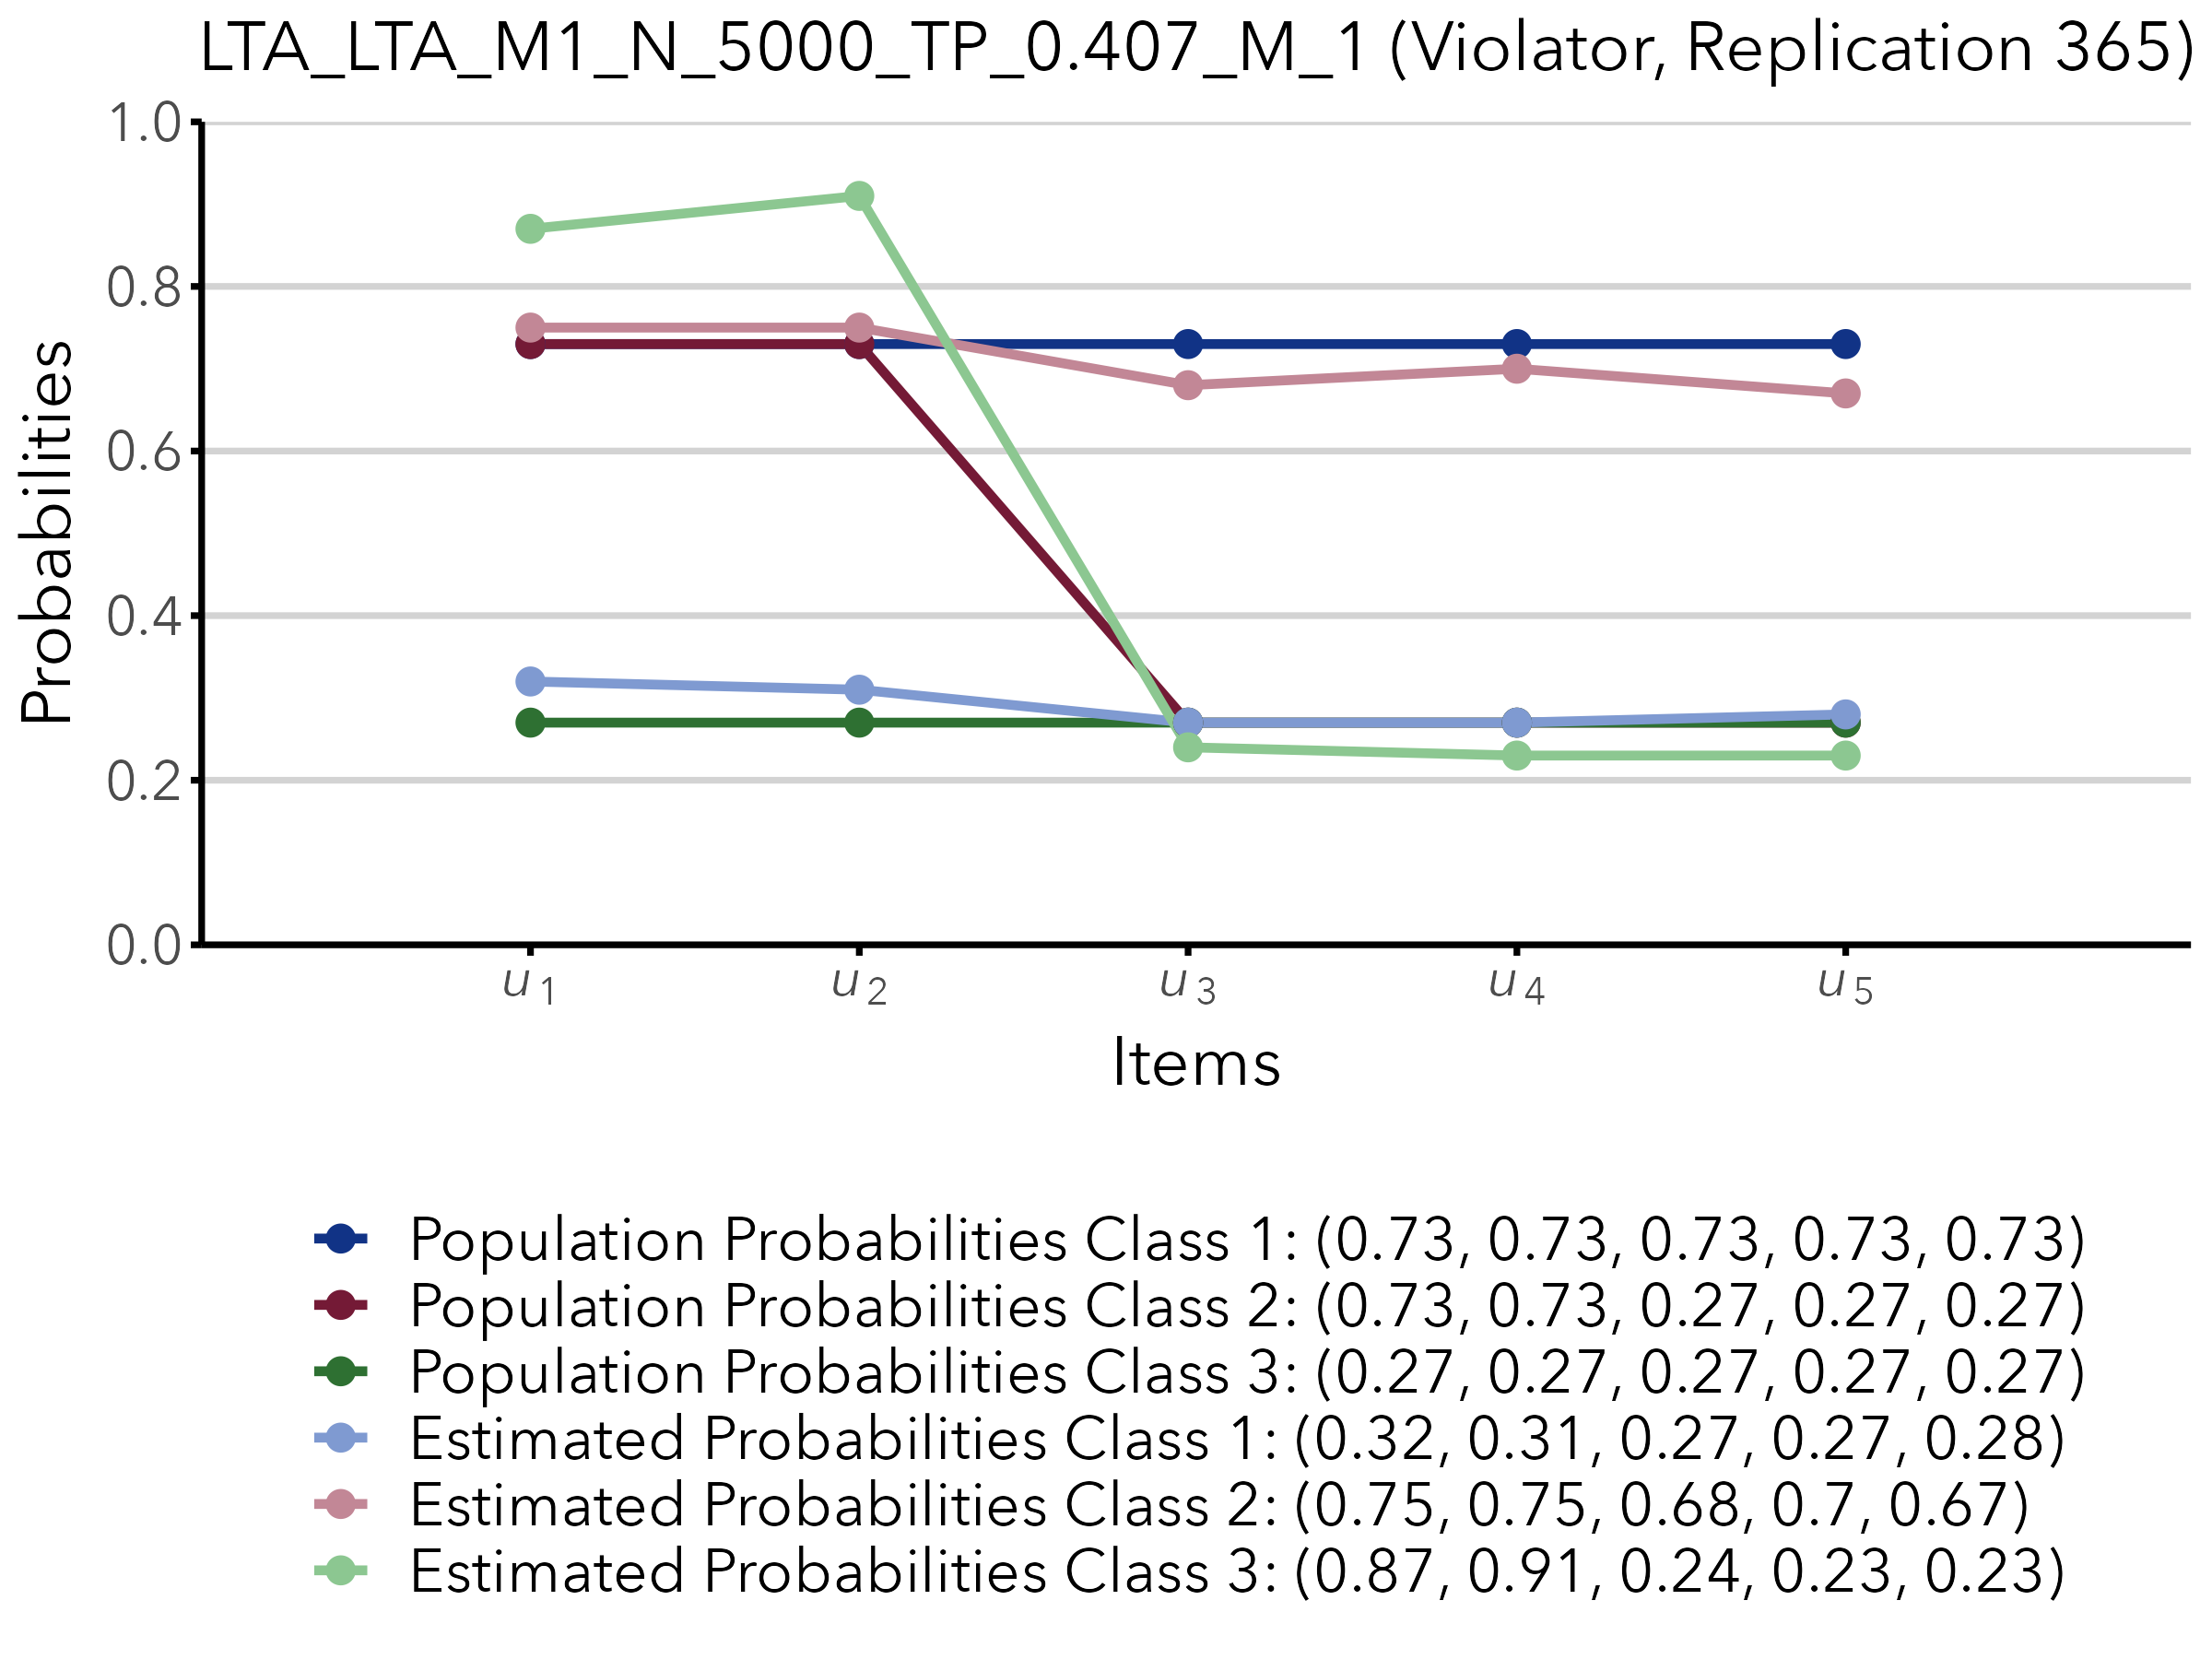 LTA_LTA_M1_N_5000_TP_0.407_M_1 (Violator, Replication 365)
1.0
0.8
0.6
0.4
0.2
0.0
Probabilities
u1 u2 u3 u4 u5
Items
Population Probabilities Class 1: (0.73, 0.73, 0.73, 0.73, 0.73)
Population Probabilities Class 2: (0.73, 0.73, 0.27, 0.27, 0.27)
Population Probabilities Class 3: (0.27, 0.27, 0.27, 0.27, 0.27)
Estimated Probabilities Class 1: (0.32, 0.31, 0.27, 0.27, 0.28)
Estimated Probabilities Class 2: (0.75, 0.75, 0.68, 0.7, 0.67)
Estimated Probabilities Class 3: (0.87, 0.91, 0.24, 0.23, 0.23)